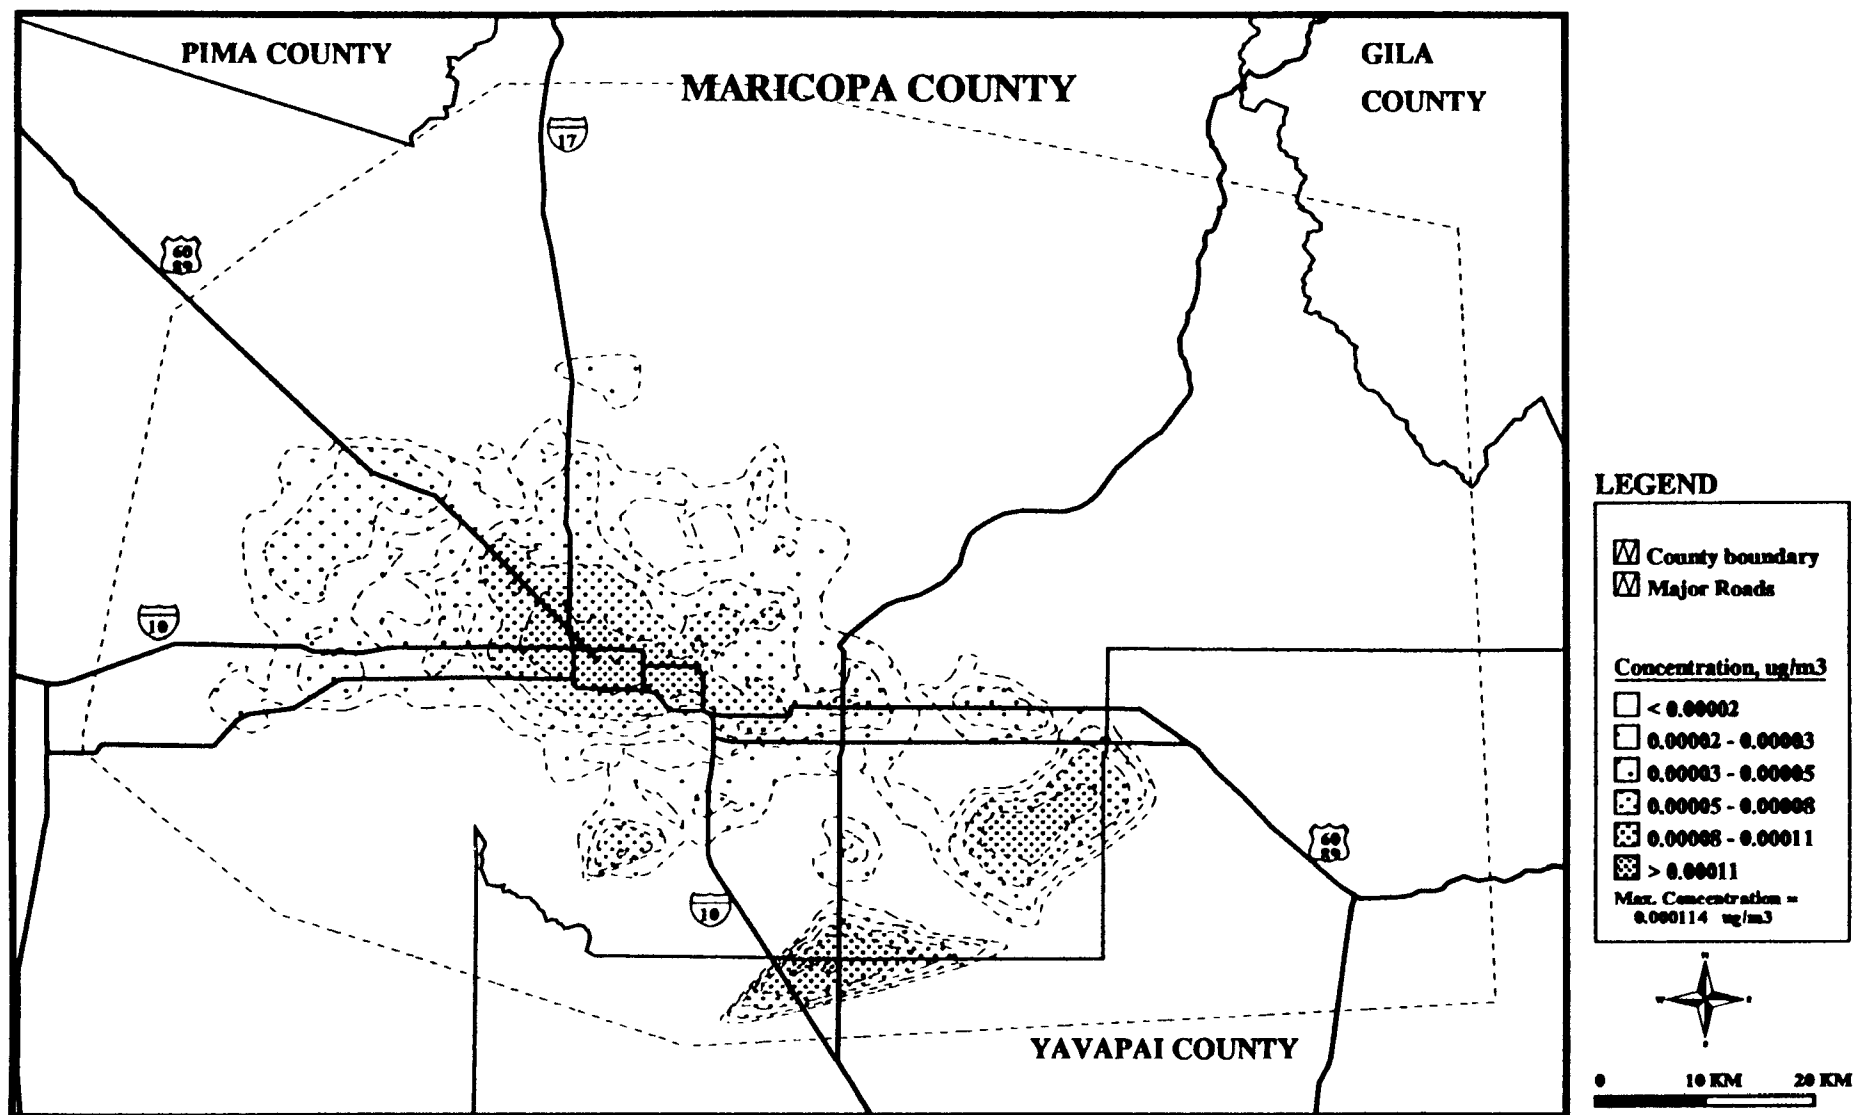 PIMA COUNTY
MARICOPA COUNTY
GILA
COUNTY
17
60
89
10
60
89
10
YAVAPAI COUNTY
LEGEND
County boundary
Major Roads
Concentration, ug/m3
< 0.00002
0.00002 - 0.00003
0.00003 - 0.00005
0.00005 - 0.00008
0.00008 - 0.00011
> 0.00011
Max. Concentration =
0.000114 ug/m3
N
W
E
S
0 10 KM 20 KM